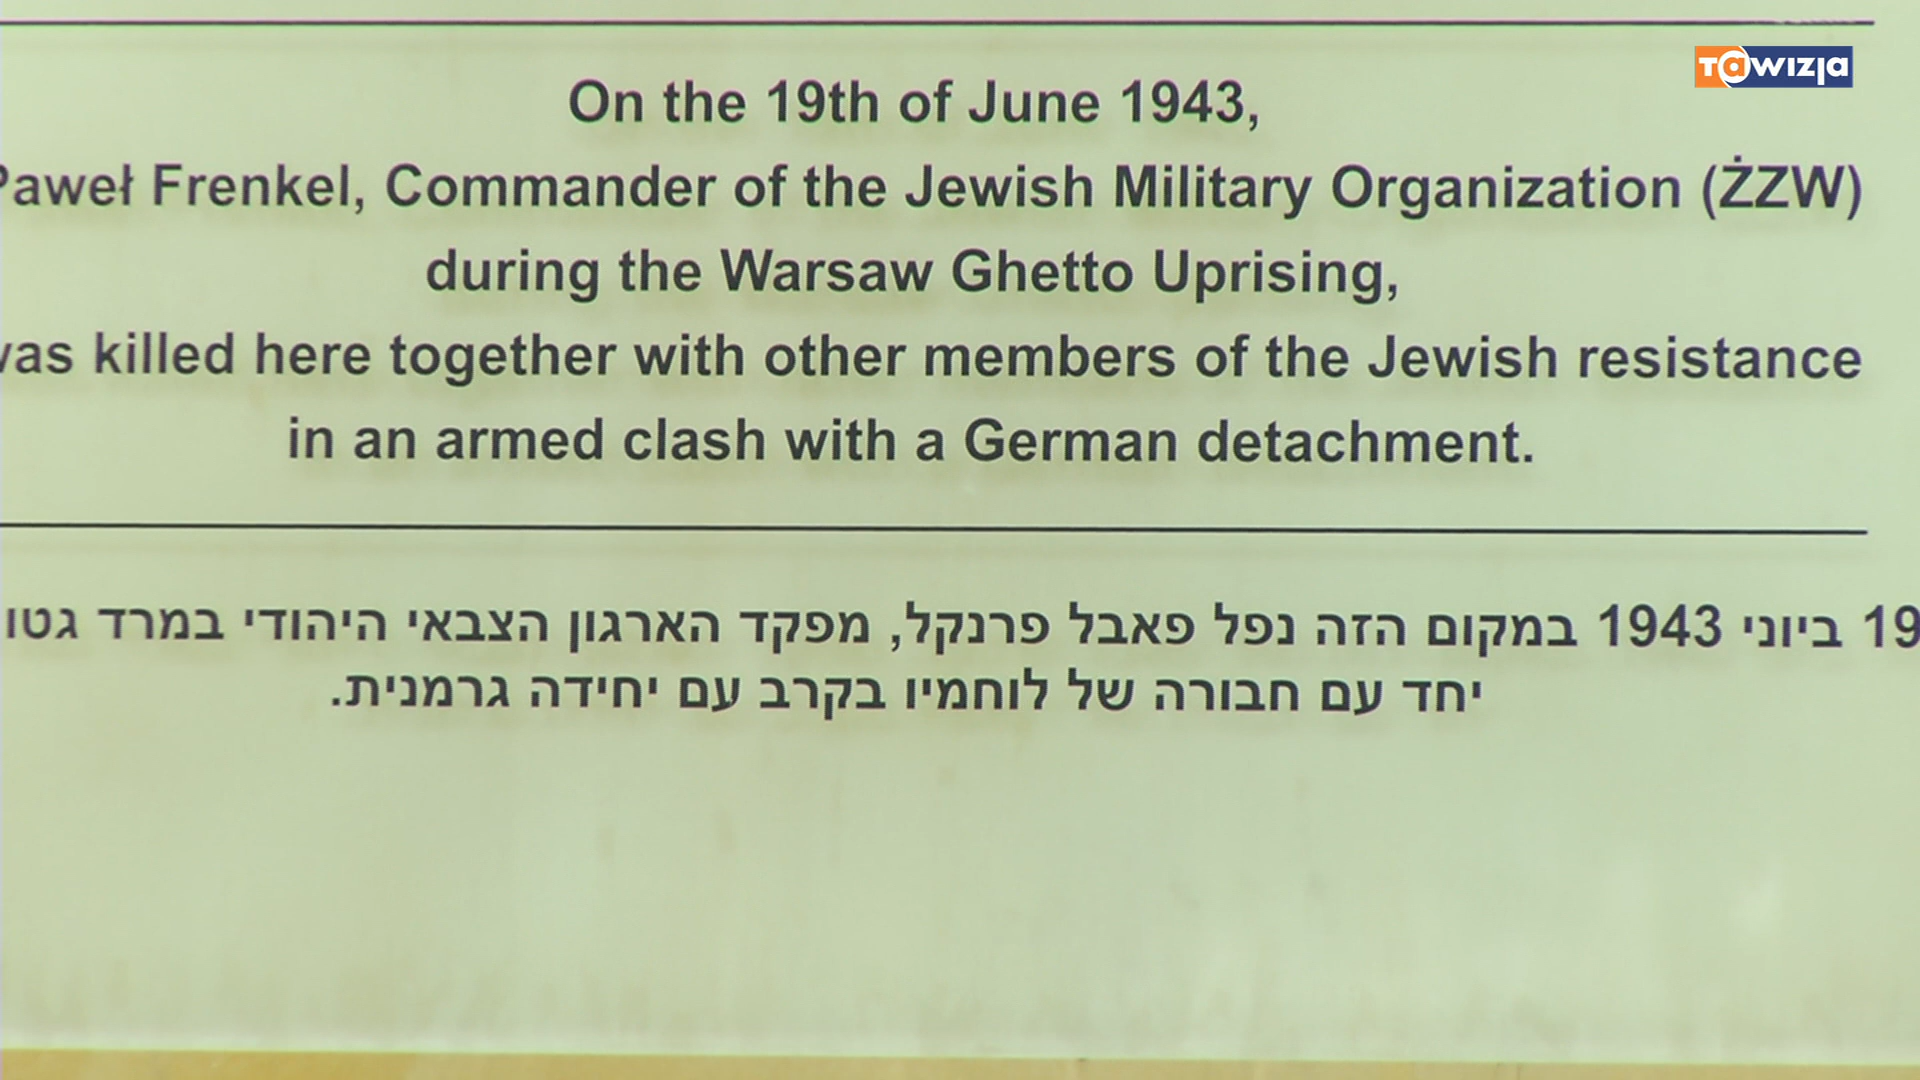 TAWIZJA
On the 19th of June 1943,
Paweł Frenkel, Commander of the Jewish Military Organization (ŻZW)
during the Warsaw Ghetto Uprising,
was killed here together with other members of the Jewish resistance
in an armed clash with a German detachment.
19 ביוני 1943 במקום הזה נפל פאבל פרנקל, מפקד הארגון הצבאי היהודי במרד גטו
יחד עם חבורה של לוחמיו בקרב עם יחידה גרמנית.